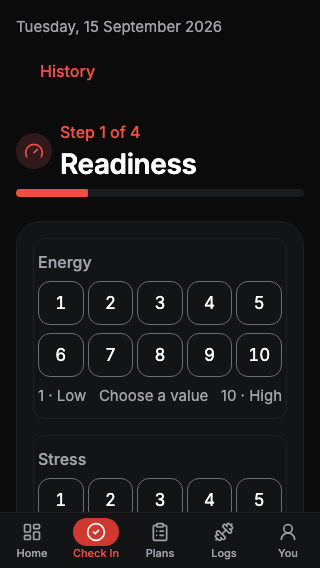 Tuesday, 15 September 2026
History
Step 1 of 4
Readiness
Energy
1 2 3 4 5
6 7 8 9 10
1 · Low Choose a value 10 · High
Stress
1 2 3 4 5
Home Check In Plans Logs You